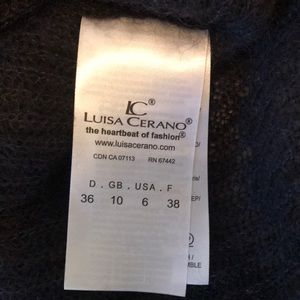 LC®
LUISA CERANO®
the heartbeat of fashion®
www.luisacerano.com
CDN CA 07113 RN 67442
D . GB . USA . F
36 10 6 38